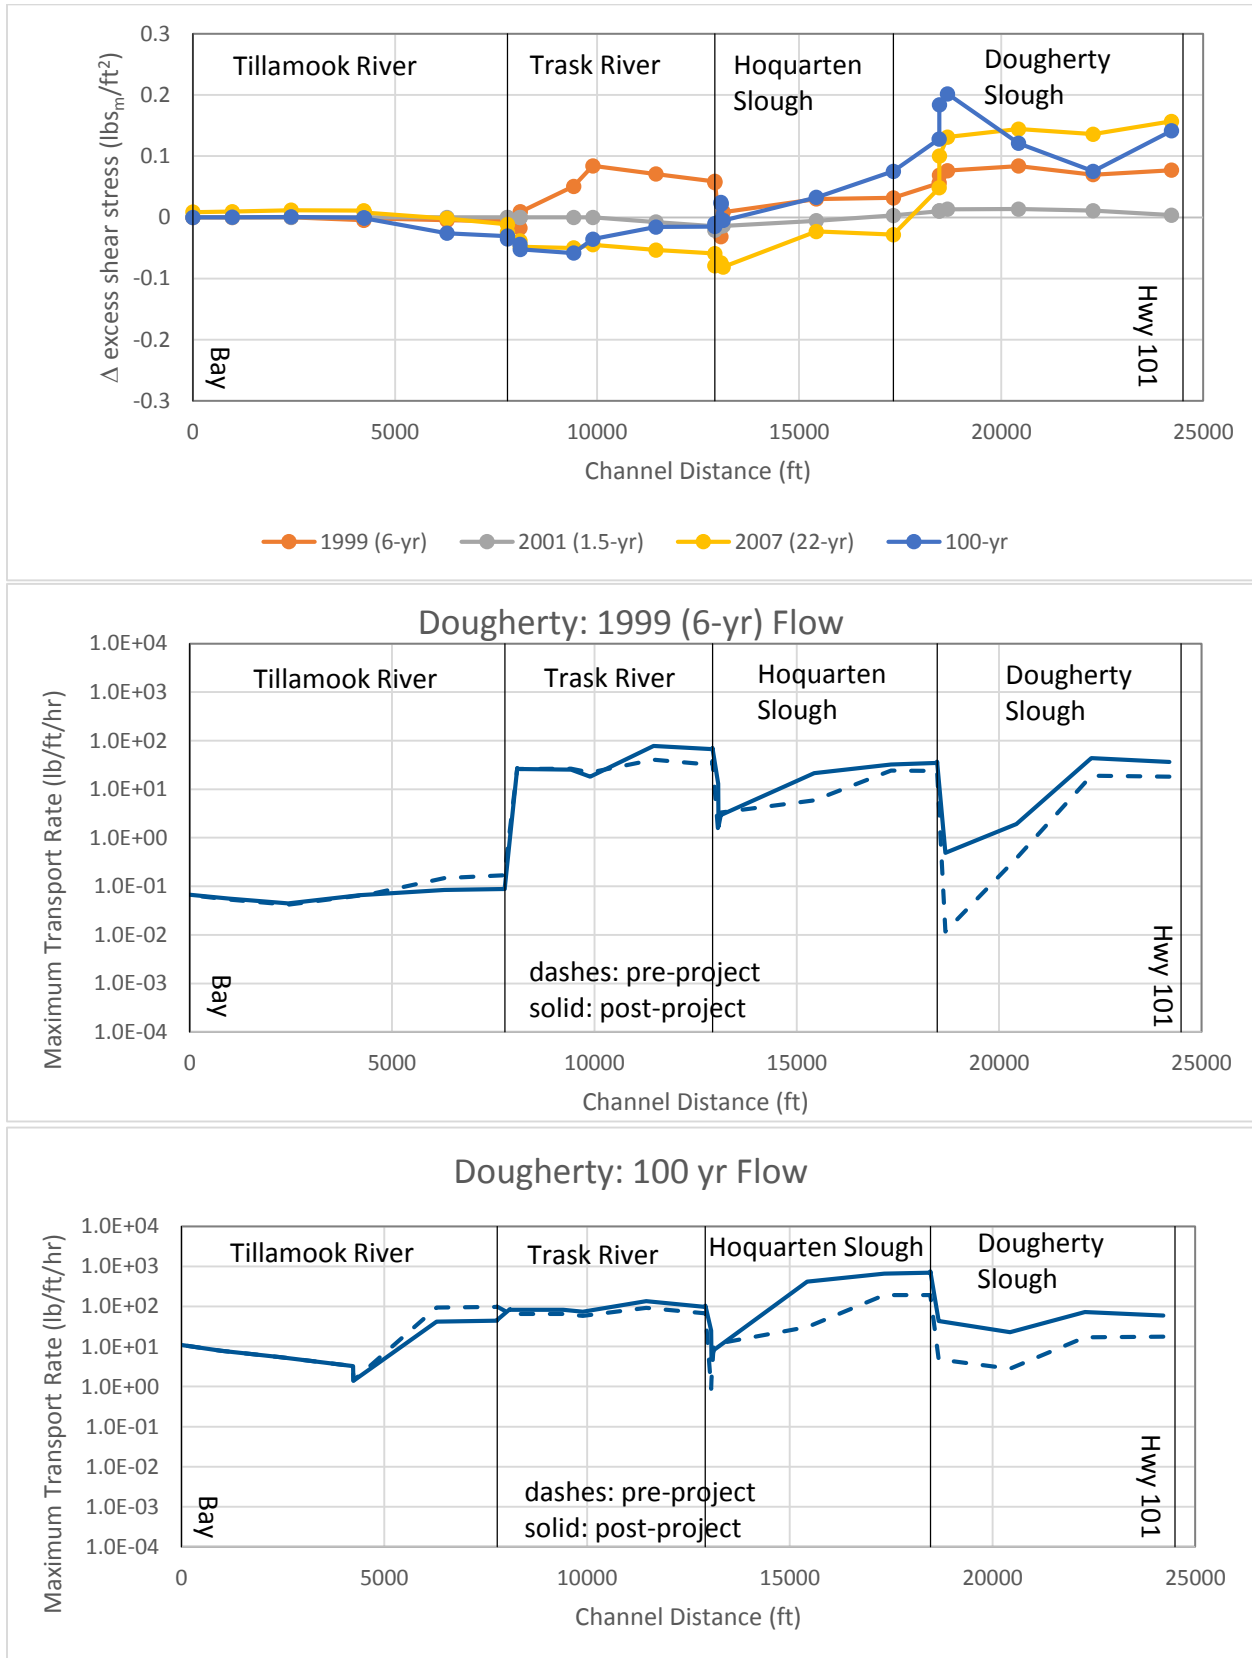 0.3
0.2
0.1
0
-0.1
-0.2
-0.3
Δ excess shear stress (lbsₘ/ft²)
Tillamook River
Trask River
Hoquarten
Slough
Dougherty
Slough
Bay
Hwy 101
0
5000
10000
15000
20000
25000
Channel Distance (ft)
1999 (6-yr)
2001 (1.5-yr)
2007 (22-yr)
100-yr
Dougherty: 1999 (6-yr) Flow
1.0E+04
1.0E+03
1.0E+02
1.0E+01
1.0E+00
1.0E-01
1.0E-02
1.0E-03
1.0E-04
Maximum Transport Rate (lb/ft/hr)
Tillamook River
Trask River
Hoquarten
Slough
Dougherty
Slough
Bay
dashes: pre-project
solid: post-project
Hwy 101
0
5000
10000
15000
20000
25000
Channel Distance (ft)
Dougherty: 100 yr Flow
1.0E+04
1.0E+03
1.0E+02
1.0E+01
1.0E+00
1.0E-01
1.0E-02
1.0E-03
1.0E-04
Maximum Transport Rate (lb/ft/hr)
Tillamook River
Trask River
Hoquarten Slough
Dougherty
Slough
Bay
dashes: pre-project
solid: post-project
Hwy 101
0
5000
10000
15000
20000
25000
Channel Distance (ft)